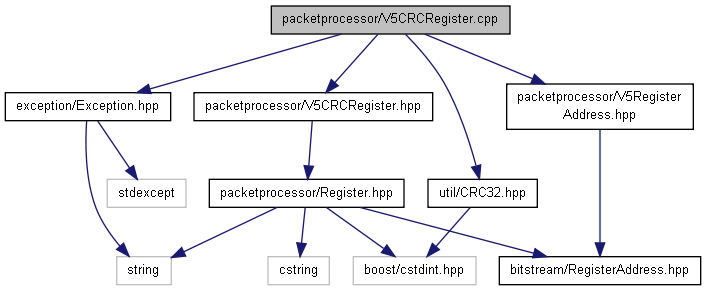 packetprocessor/V5CRCRegister.cpp
exception/Exception.hpp
packetprocessor/V5CRCRegister.hpp
packetprocessor/V5Register
Address.hpp
stdexcept
packetprocessor/Register.hpp
util/CRC32.hpp
string
cstring
boost/cstdint.hpp
bitstream/RegisterAddress.hpp